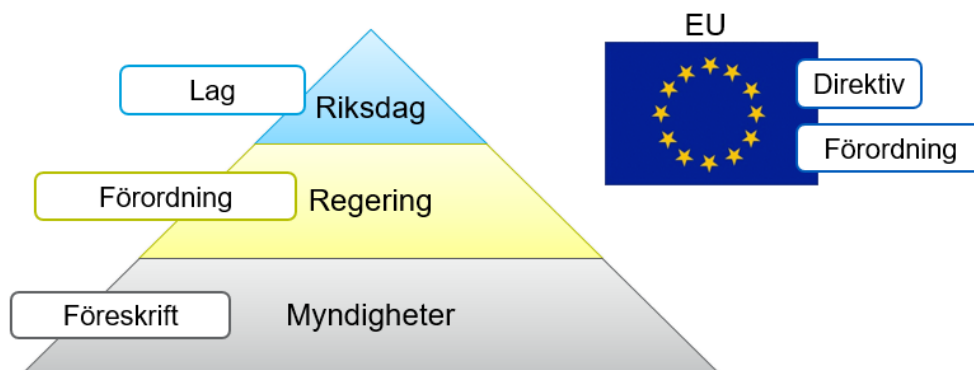 EU
Lag
Riksdag
Direktiv
Förordning
Förordning
Regering
Föreskrift
Myndigheter